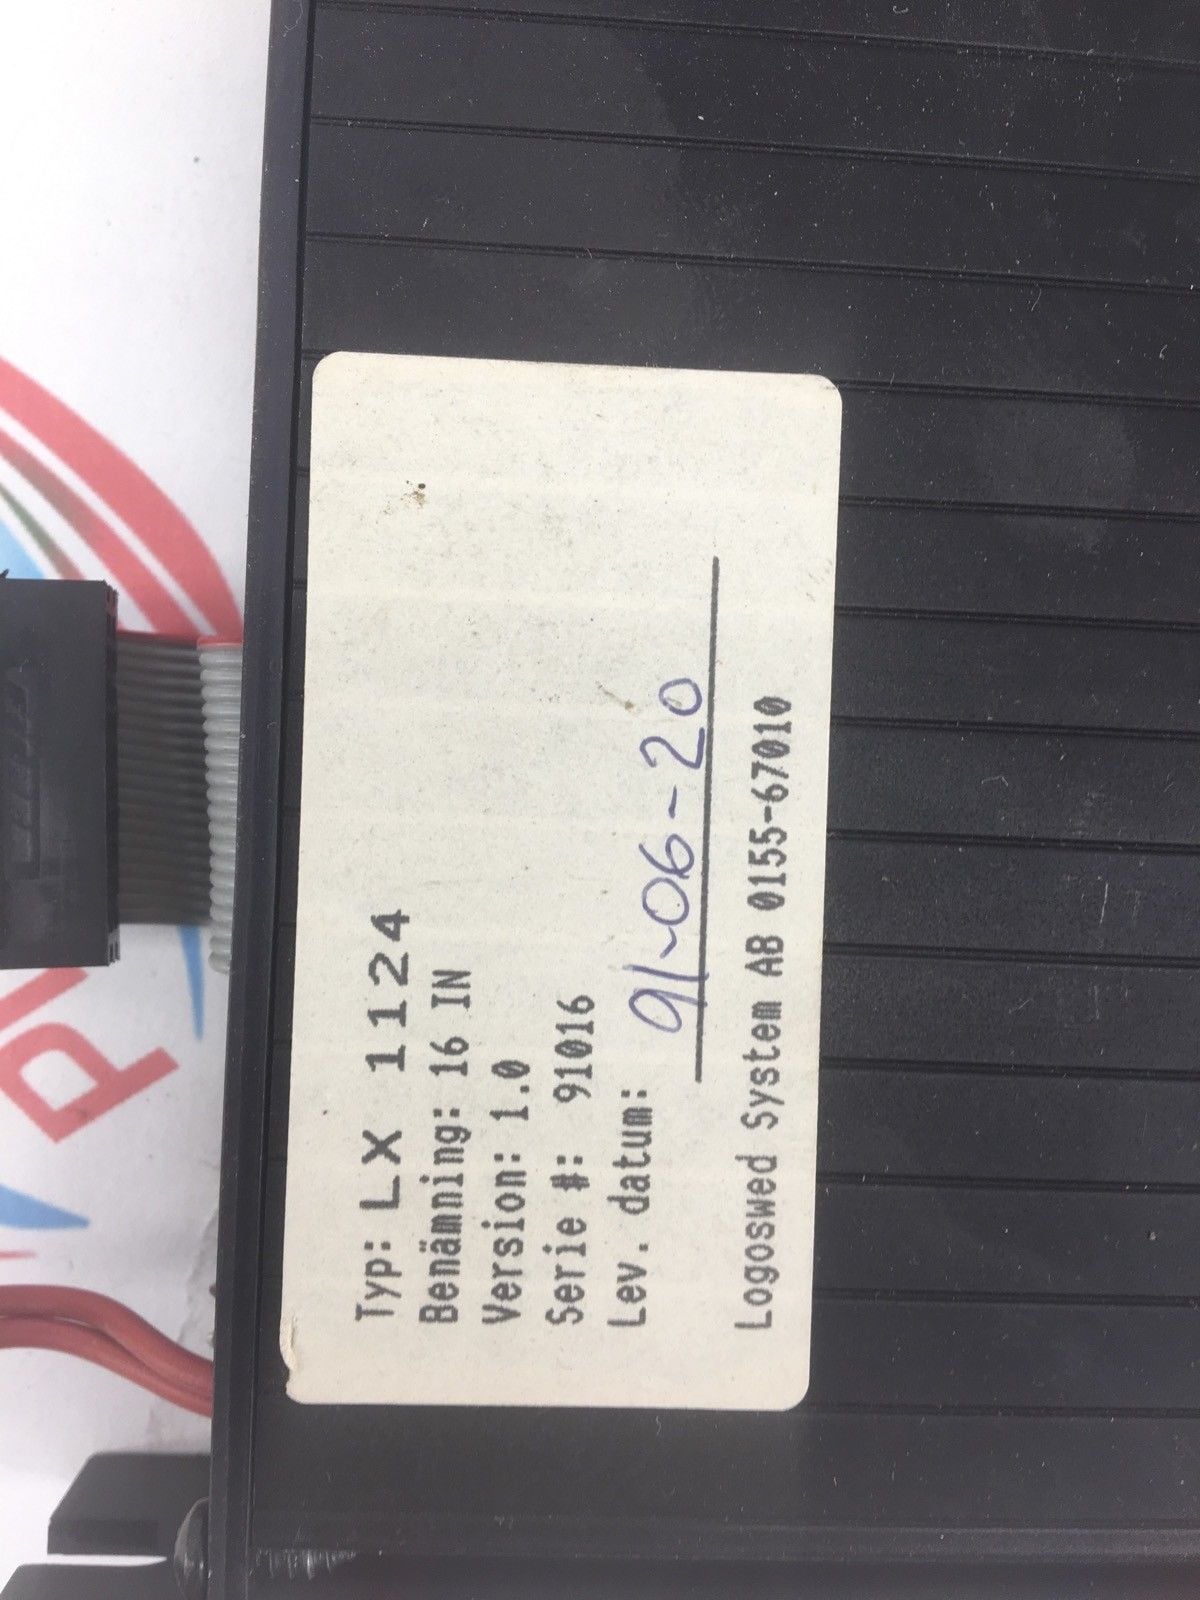 Typ: LX 1124
Benämning: 16 IN
Version: 1.0
Serie #: 91016
Lev. datum: 91-06-20
Logoswed System AB 0155-67010